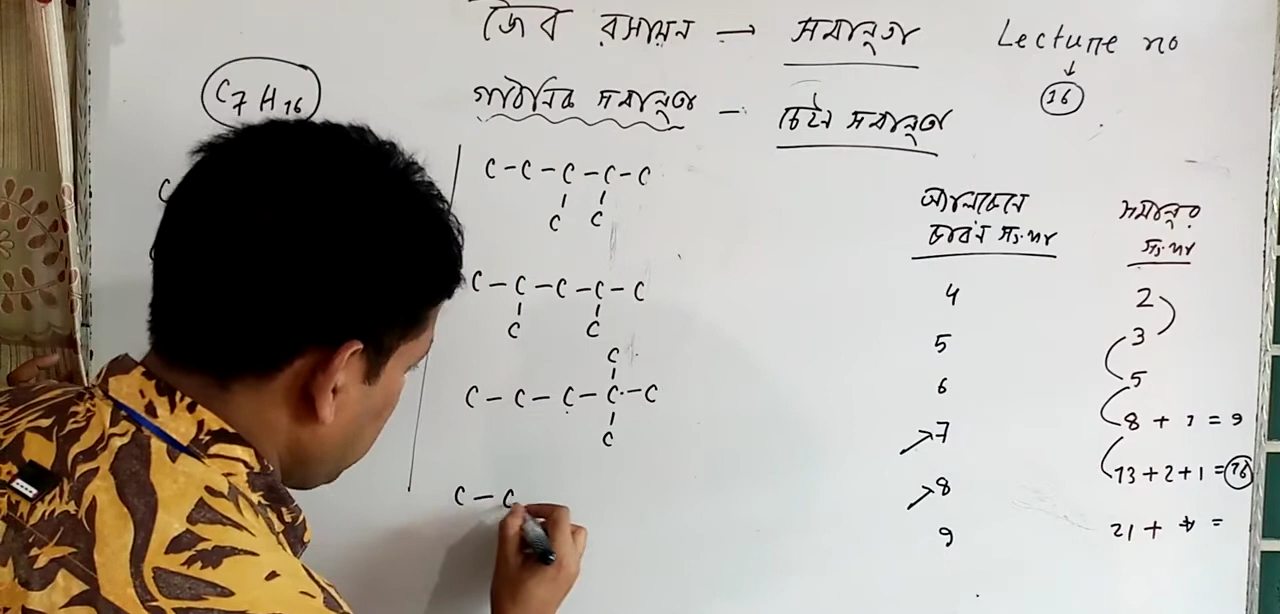 জৈব রসায়ন → সমানুতা
Lecture no
↓
16
C7H16
গাঠনিক সমানুতা – চেইন সমানুতা
C-C-C-C-C
C C
C-C-C-C-C
C C
C
C-C-C-C-C
C
C-C
অ্যালকেনে কার্বন সংখ্যা
সমানুর সংখ্যা
4 2
5 3
6 5
7 8 + 1 = 9
8 13+2+1 = 16
9 21 + =